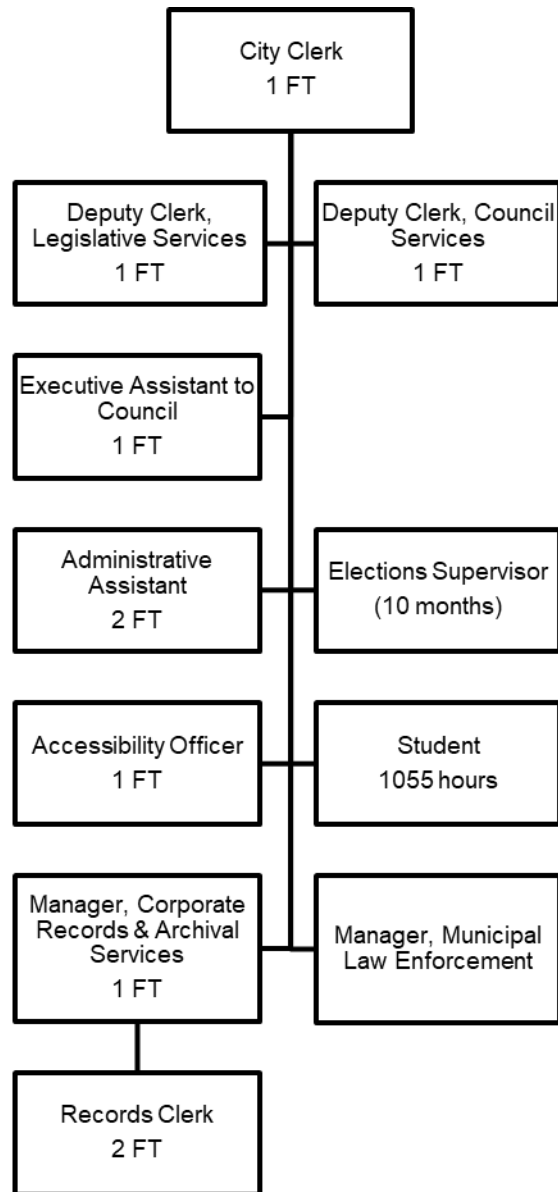 City Clerk
1 FT
Deputy Clerk,
Legislative Services
1 FT
Deputy Clerk, Council
Services
1 FT
Executive Assistant to
Council
1 FT
Administrative
Assistant
2 FT
Elections Supervisor
(10 months)
Accessibility Officer
1 FT
Student
1055 hours
Manager, Corporate
Records & Archival
Services
1 FT
Manager, Municipal
Law Enforcement
Records Clerk
2 FT